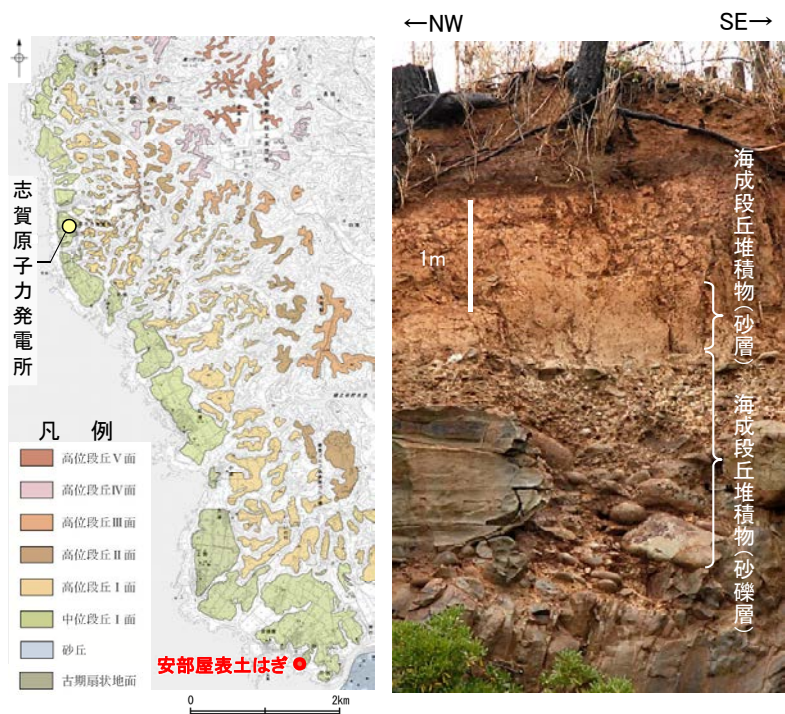 ←NW
SE→
志賀原子力発電所
1m
海成段丘堆積物(砂層)
海成段丘堆積物(砂礫層)
凡 例
高位段丘Ⅴ面
高位段丘Ⅳ面
高位段丘Ⅲ面
高位段丘Ⅱ面
高位段丘Ⅰ面
中位段丘Ⅰ面
砂丘
古期扇状地面
安部屋表土はぎ
0
2km